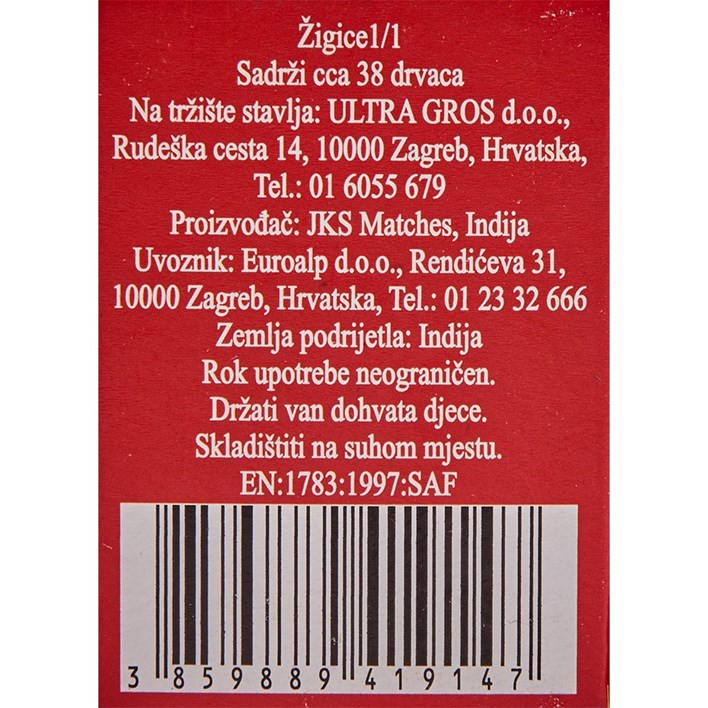 Žigice1/1
Sadrži cca 38 drvaca
Na tržište stavlja: ULTRA GROS d.o.o.,
Rudeška cesta 14, 10000 Zagreb, Hrvatska,
Tel.: 01 6055 679
Proizvođač: JKS Matches, Indija
Uvoznik: Euroalp d.o.o., Rendićeva 31,
10000 Zagreb, Hrvatska, Tel.: 01 23 32 666
Zemlja podrijetla: Indija
Rok upotrebe neograničen.
Držati van dohvata djece.
Skladištiti na suhom mjestu.
EN:1783:1997:SAF
3 859889 419147